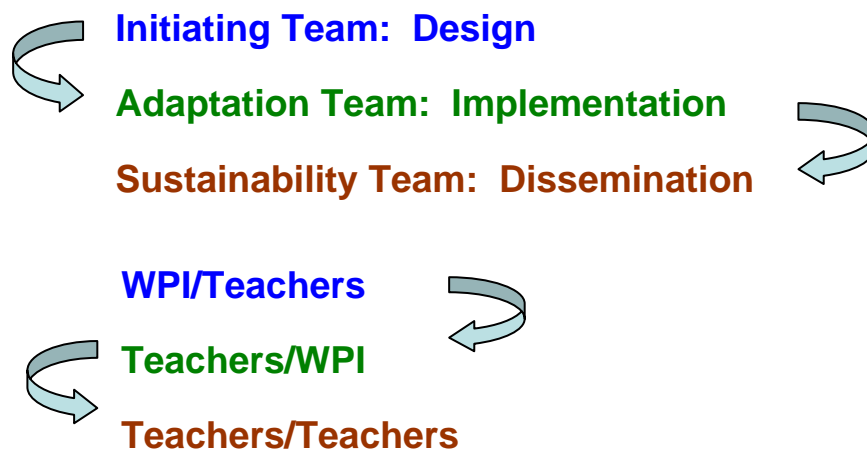 Initiating Team: Design
Adaptation Team: Implementation
Sustainability Team: Dissemination
WPI/Teachers
Teachers/WPI
Teachers/Teachers